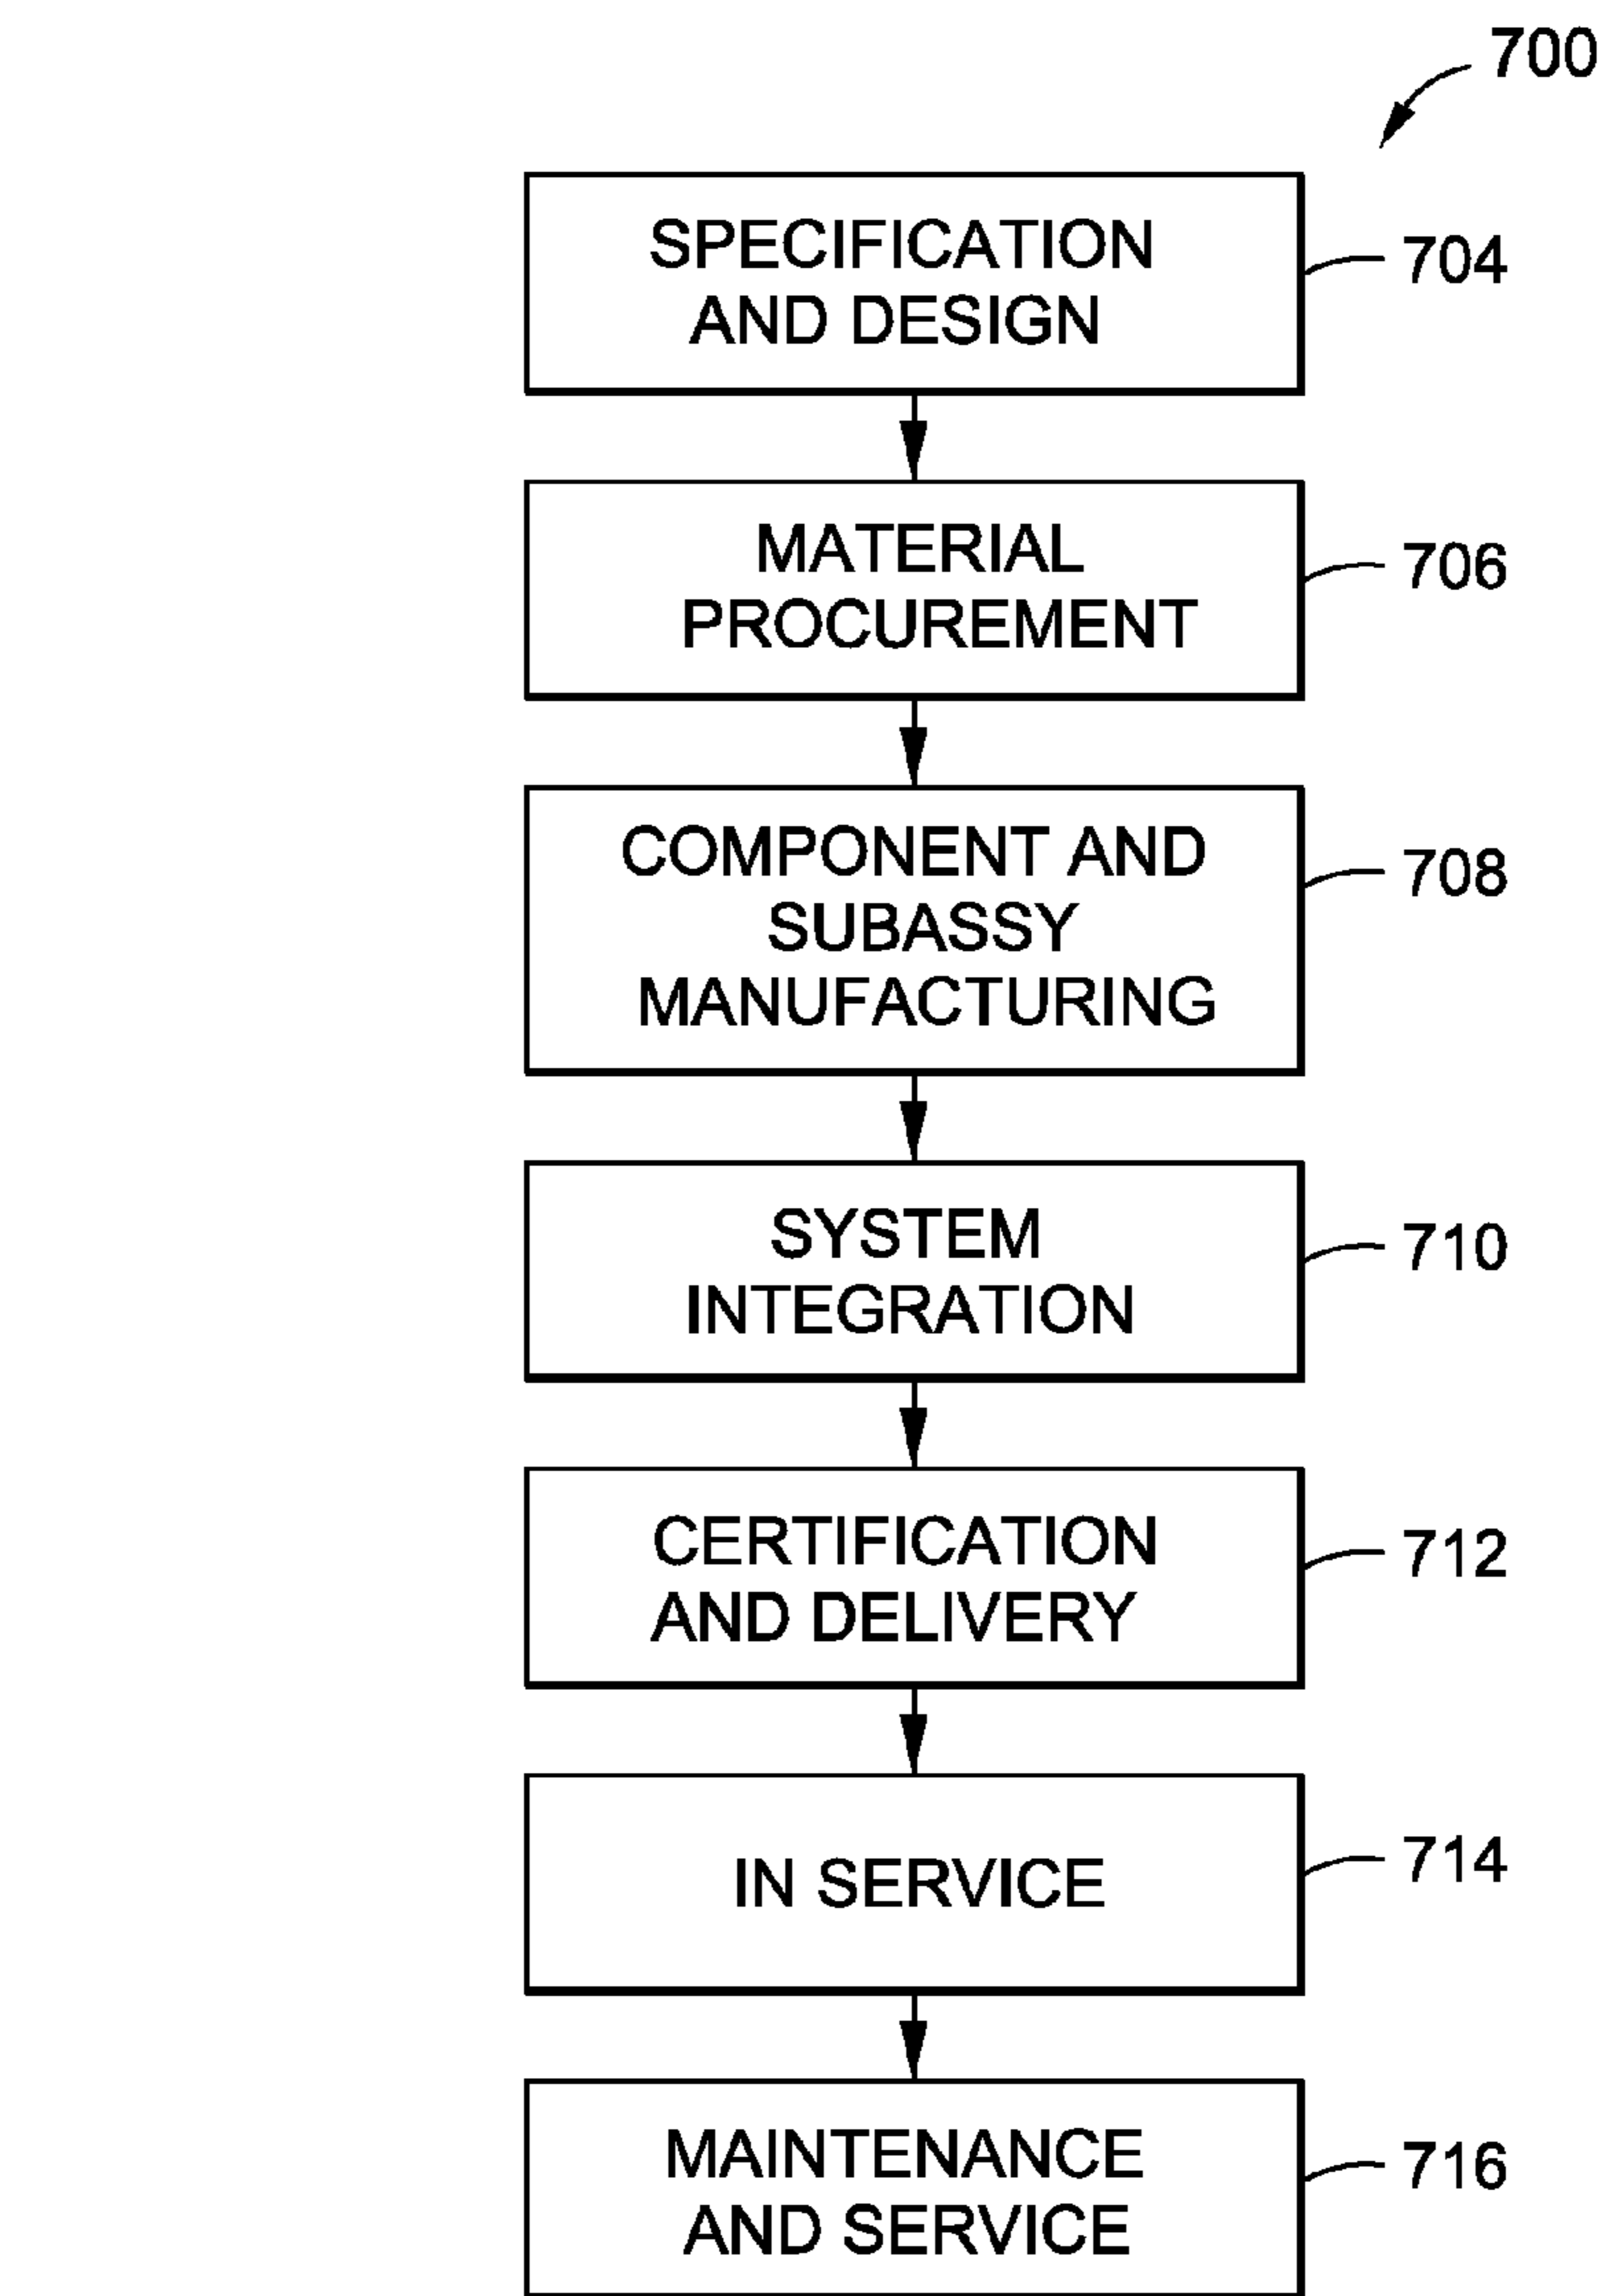 700
SPECIFICATION
AND DESIGN
704
MATERIAL
PROCUREMENT
706
COMPONENT AND
SUBASSY
MANUFACTURING
708
SYSTEM
INTEGRATION
710
CERTIFICATION
AND DELIVERY
712
IN SERVICE
714
MAINTENANCE
AND SERVICE
716